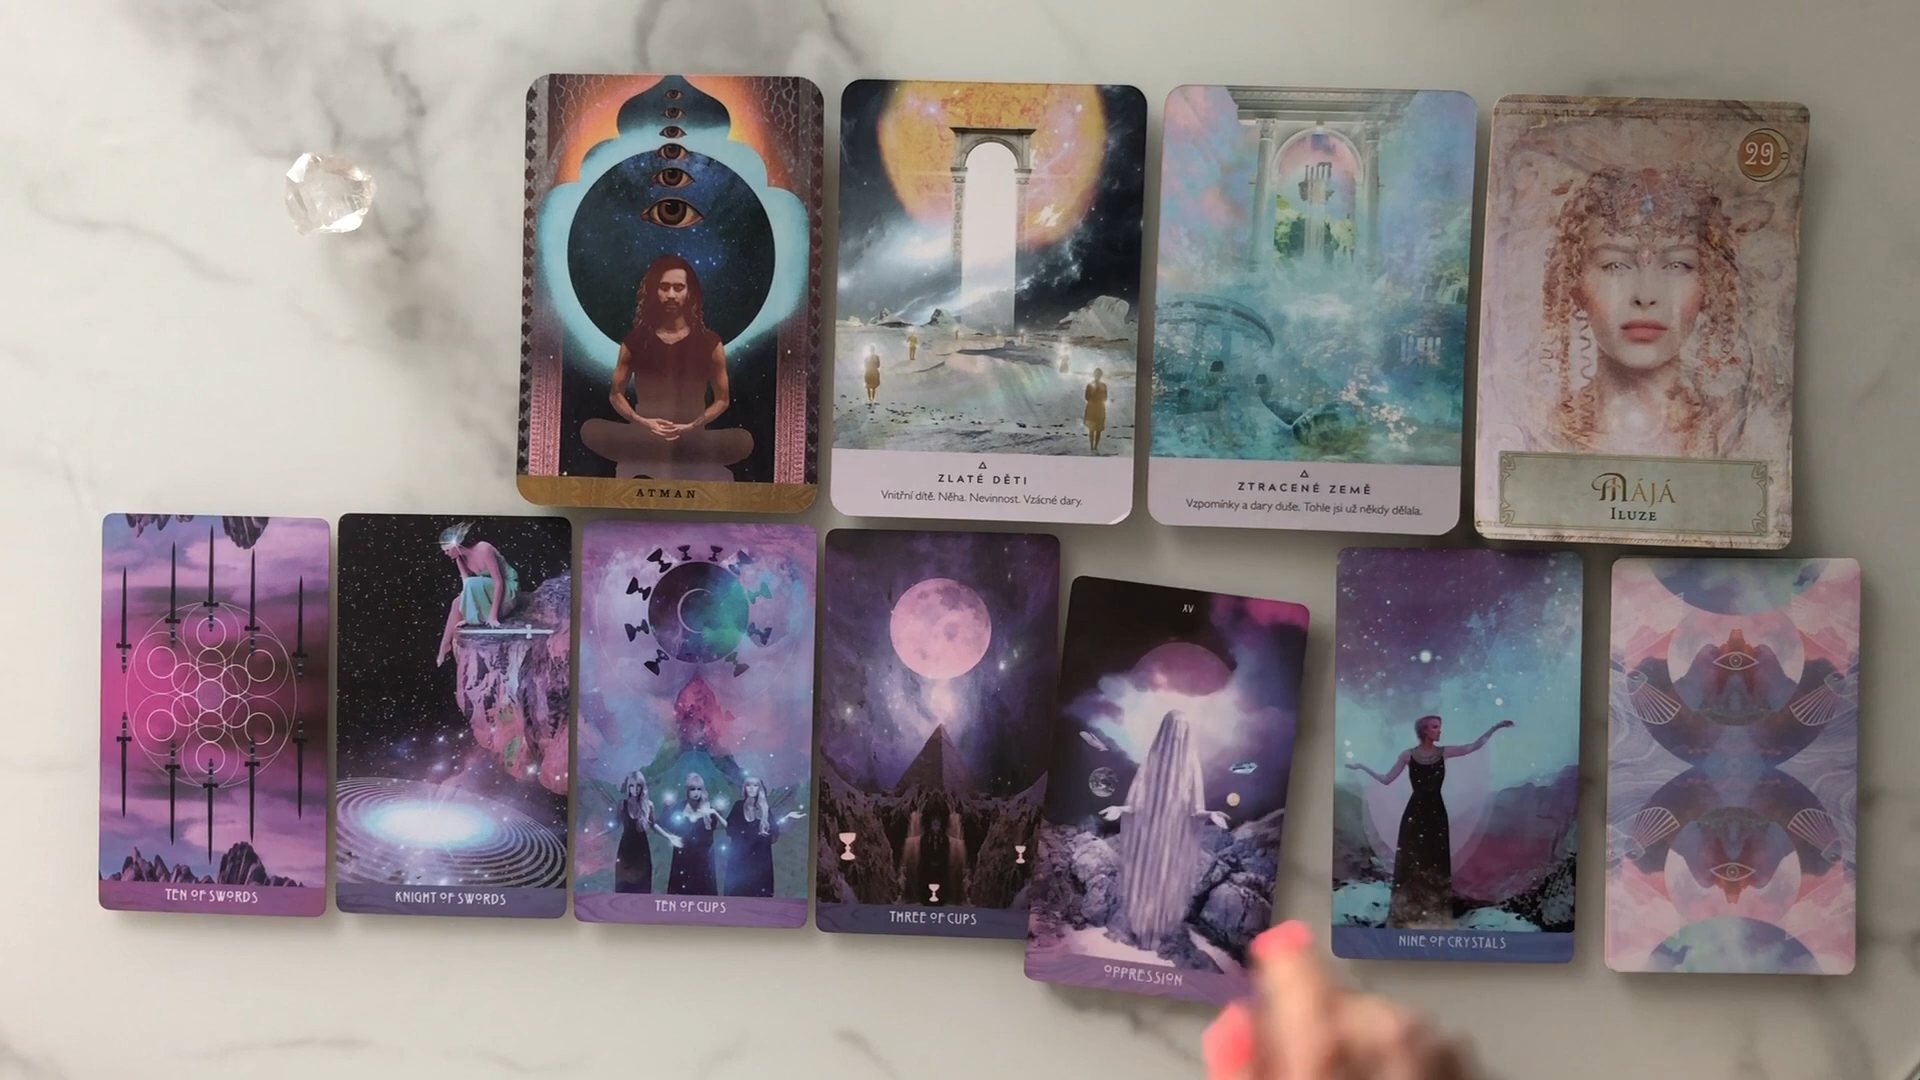 ATMAN
ZLATÉ DĚTI
Vnitřní dítě. Něha. Nevinnost. Vzácné dary.
ZTRACENÉ ZEMĚ
Vzpomínky a dary duše. Tohle jsi už někdy dělala.
29
MÁJÁ
ILUZE
TEN OF SWORDS
KNIGHT OF SWORDS
TEN OF CUPS
THREE OF CUPS
XV
OPPRESSION
NINE OF CRYSTALS